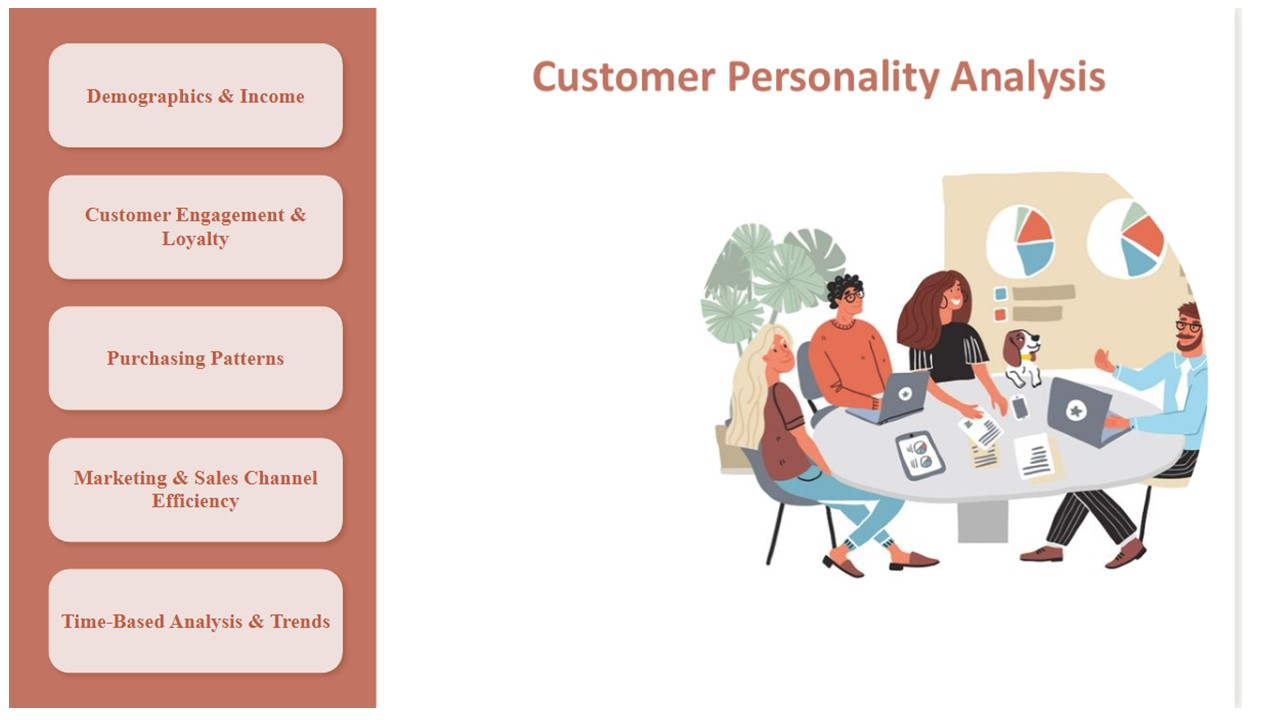 Demographics & Income
Customer Engagement &
Loyalty
Purchasing Patterns
Marketing & Sales Channel
Efficiency
Time-Based Analysis & Trends
Customer Personality Analysis